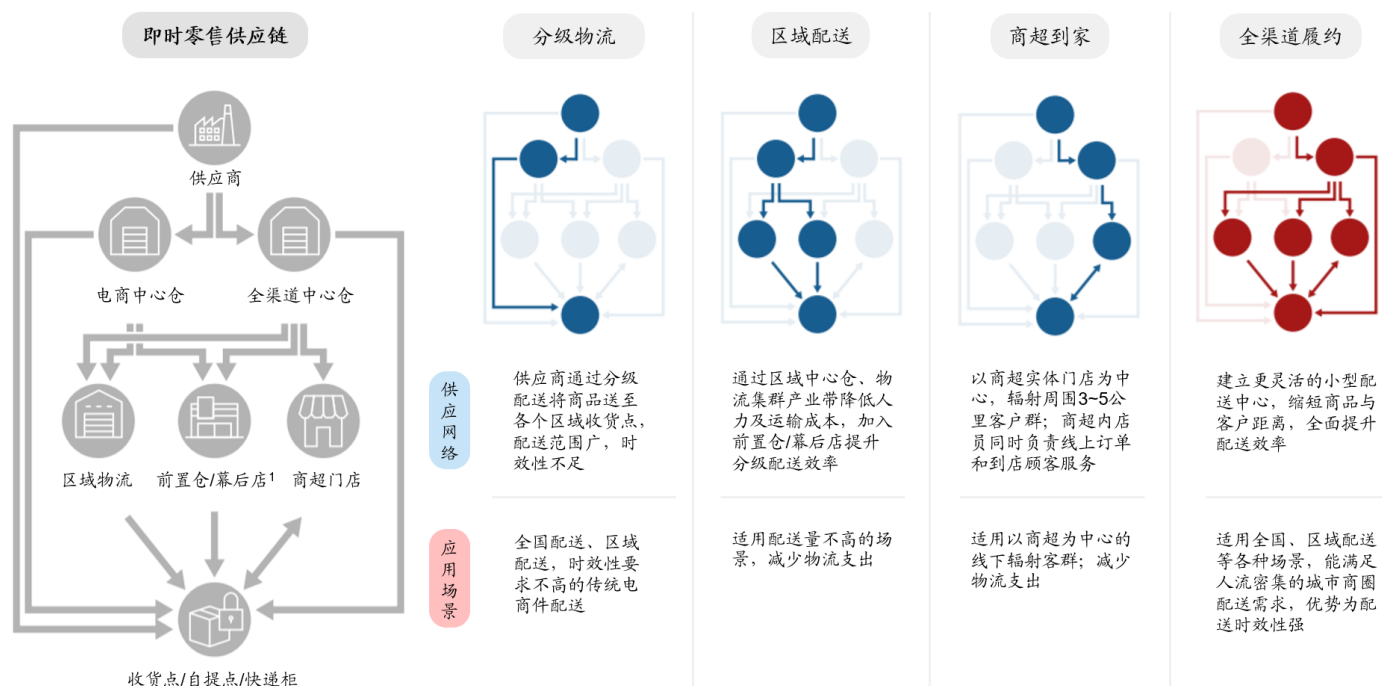 即时零售供应链
供应商
电商中心仓
全渠道中心仓
区域物流
前置仓/幕后店1
商超门店
收货点/自提点/快递柜
分级物流
区域配送
商超到家
全渠道履约
供应网络
供应商通过分级
配送将商品送至
各个区域收货点，
配送范围广，时
效性不足
通过区域中心仓、物
流集群产业带降低人
力及运输成本，加入
前置仓/幕后店提升
分级配送效率
以商超实体门店为中
心，辐射周围3~5公
里客户群；商超内店
员同时负责线上订单
和到店顾客服务
建立更灵活的小型配
送中心，缩短商品与
客户距离，全面提升
配送效率
应用场景
全国配送、区域
配送，时效性要
求不高的传统电
商件配送
适用配送量不高的场
景，减少物流支出
适用以商超为中心的
线下辐射客群；减少
物流支出
适用全国、区域配送
等各种场景，能满足
人流密集的城市商圈
配送需求，优势为配
送时效性强